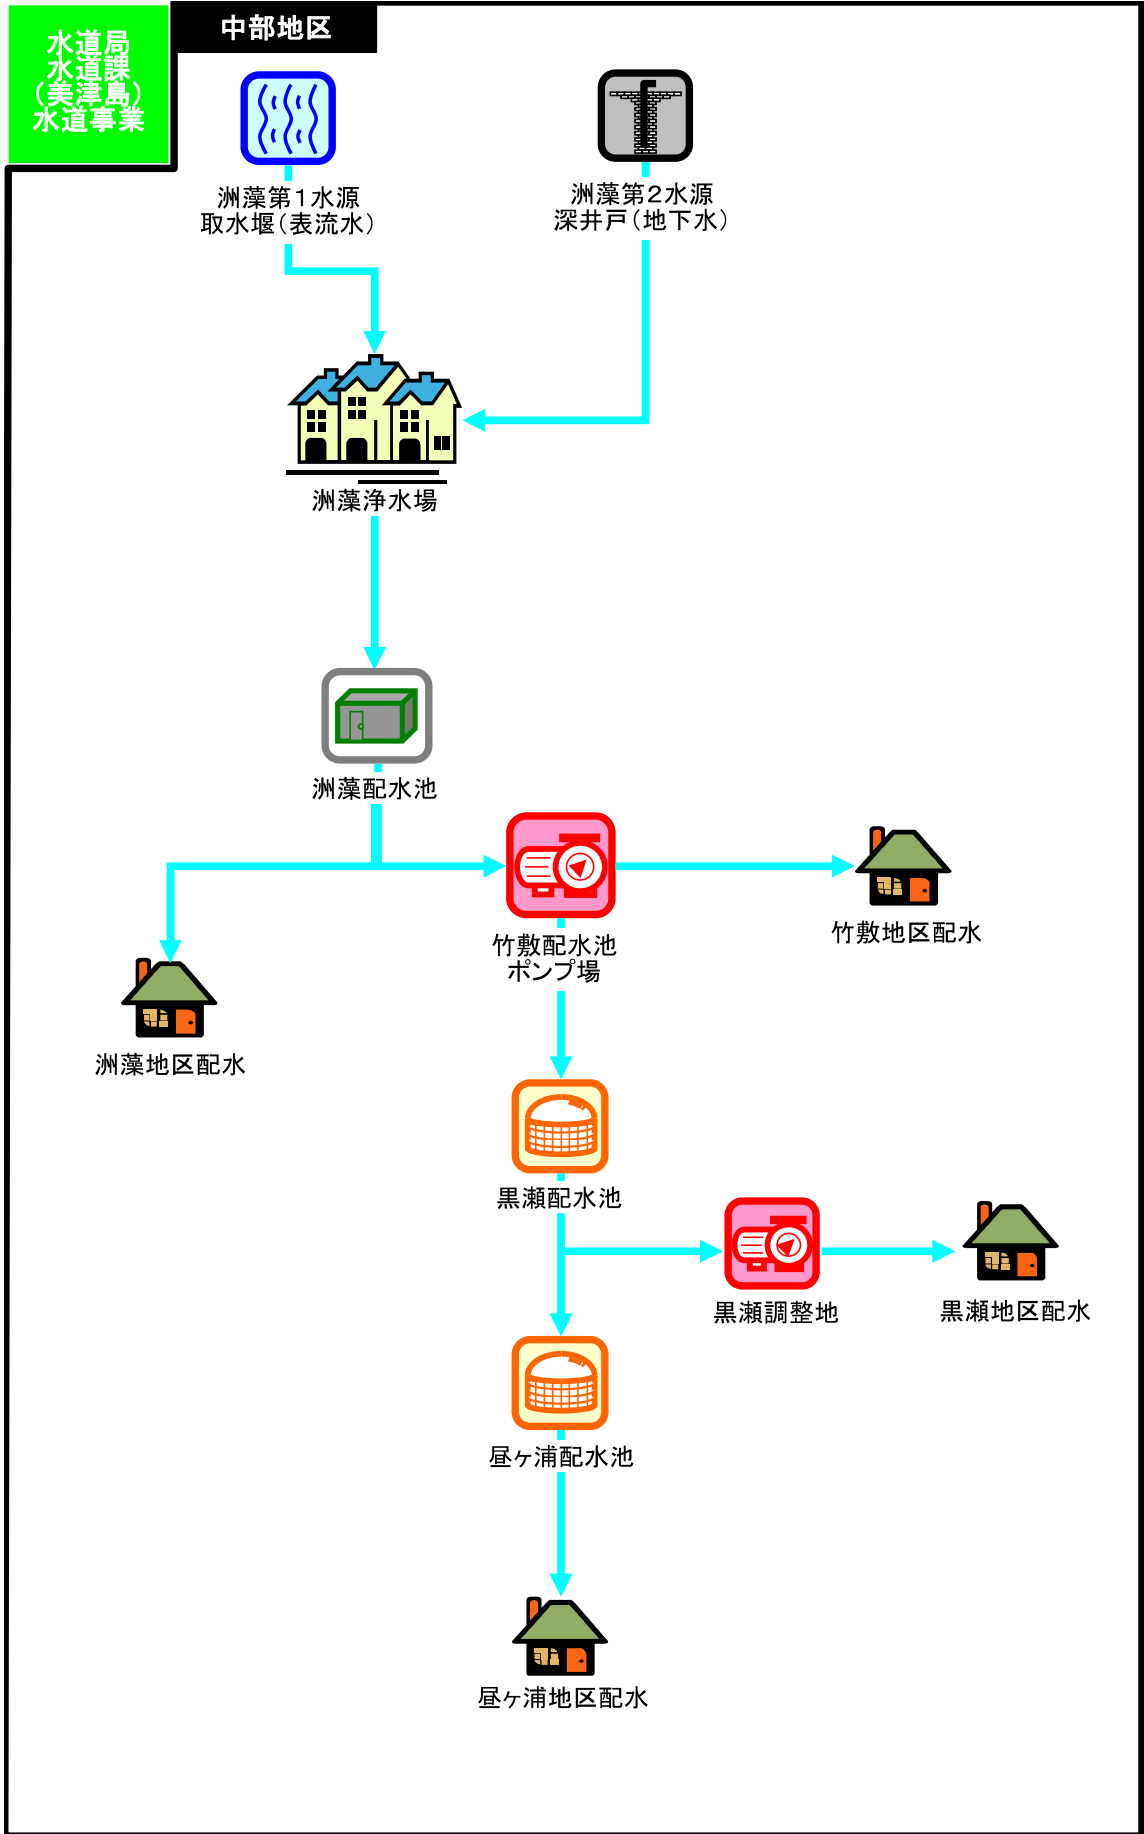 水道局
水道課
（美津島）
水道事業
中部地区
洲藻第１水源
取水堰（表流水）
洲藻第２水源
深井戸（地下水）
洲藻浄水場
洲藻配水池
竹敷配水池
ポンプ場
竹敷地区配水
洲藻地区配水
黒瀬配水池
黒瀬調整地
黒瀬地区配水
昼ヶ浦配水池
昼ヶ浦地区配水